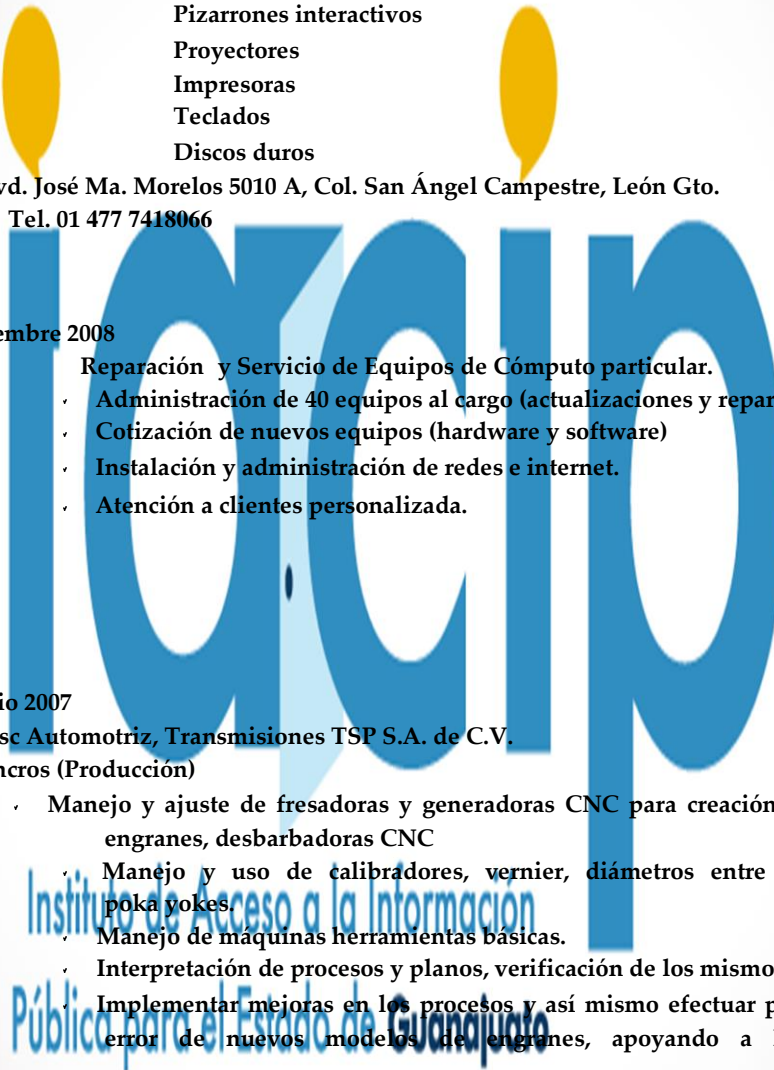 Pizarrones interactivos
Proyectores
Impresoras
Teclados
Discos duros
vd. José Ma. Morelos 5010 A, Col. San Ángel Campestre, León Gto.
Tel. 01 477 7418066
embre 2008
Reparación y Servicio de Equipos de Cómputo particular.
Administración de 40 equipos al cargo (actualizaciones y repar
Cotización de nuevos equipos (hardware y software)
Instalación y administración de redes e internet.
Atención a clientes personalizada.
iacip
io 2007
sc Automotriz, Transmisiones TSP S.A. de C.V.
ncros (Producción)
Manejo y ajuste de fresadoras y generadoras CNC para creación
engranes, desbarbadoras CNC
Manejo y uso de calibradores, vernier, diámetros entre
poka yokes.
Instituto de Acceso a la Información
Manejo de máquinas herramientas básicas.
Interpretación de procesos y planos, verificación de los mismo
Implementar mejoras en los procesos y así mismo efectuar p
Pública para el Estado de Guanajuato
error de nuevos modelos de engranes, apoyando a